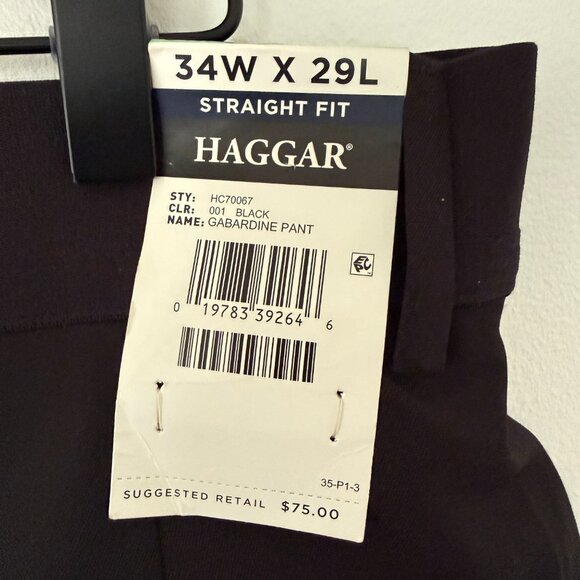 34W X 29L
STRAIGHT FIT
HAGGAR®
STY: HC70067
CLR: 001 BLACK
NAME: GABARDINE PANT
EPC
0 19783 39264 6
35-P1-3
SUGGESTED RETAIL $75.00